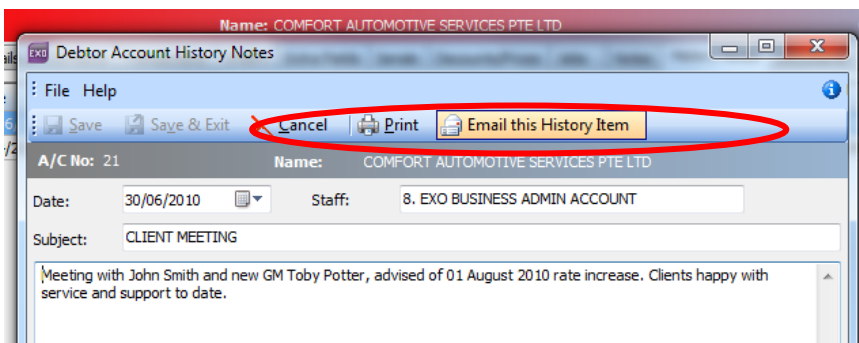 Name: COMFORT AUTOMOTIVE SERVICES PTE LTD
EXO Debtor Account History Notes
File Help
Save Save & Exit Cancel Print Email this History Item
A/C No: 21 Name: COMFORT AUTOMOTIVE SERVICES PTE LTD
Date: 30/06/2010 Staff: 8. EXO BUSINESS ADMIN ACCOUNT
Subject: CLIENT MEETING
Meeting with John Smith and new GM Toby Potter, advised of 01 August 2010 rate increase. Clients happy with
service and support to date.